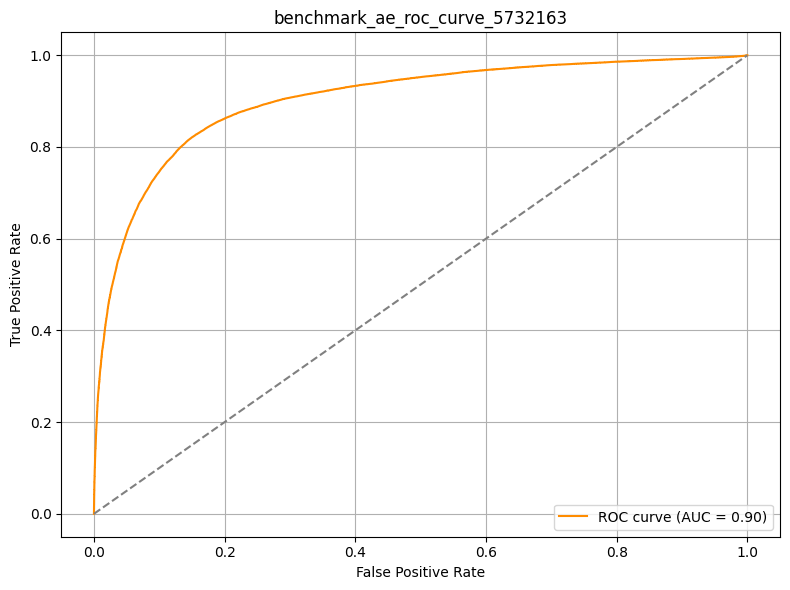 benchmark_ae_roc_curve_5732163
True Positive Rate
1.0
0.8
0.6
0.4
0.2
0.0
ROC curve (AUC = 0.90)
0.0 0.2 0.4 0.6 0.8 1.0
False Positive Rate